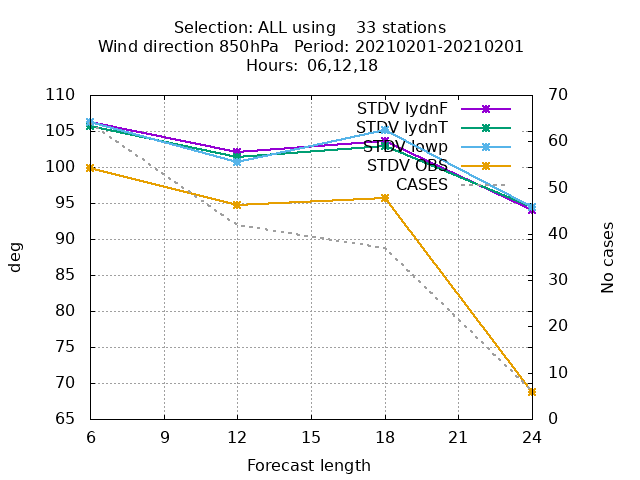 Selection: ALL using    33 stations
Wind direction 850hPa   Period: 20210201-20210201
Hours:  06,12,18
110
105
100
95
90
85
80
75
70
65
70
60
50
40
30
20
10
0
STDV lydnF
STDV lydnT
STDV lowp
STDV OBS
CASES
deg
No cases
6
9
12
15
18
21
24
Forecast length